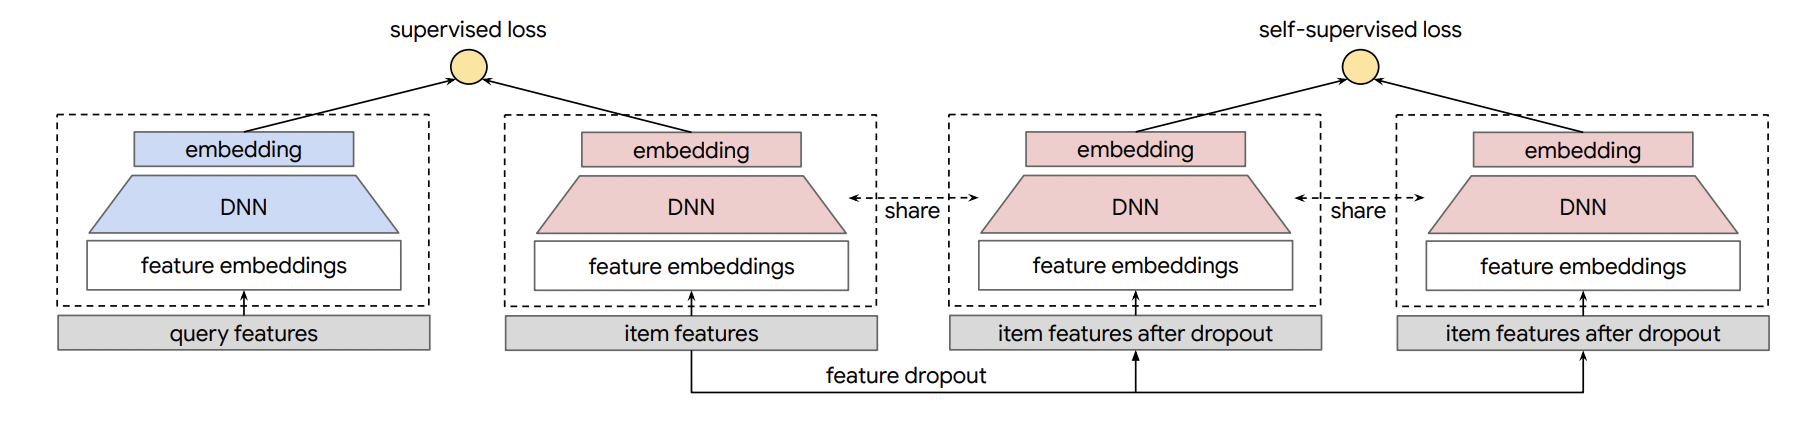 supervised loss
self-supervised loss
embedding
embedding
embedding
embedding
DNN
DNN
share
DNN
share
DNN
feature embeddings
feature embeddings
feature embeddings
feature embeddings
query features
item features
item features after dropout
item features after dropout
feature dropout